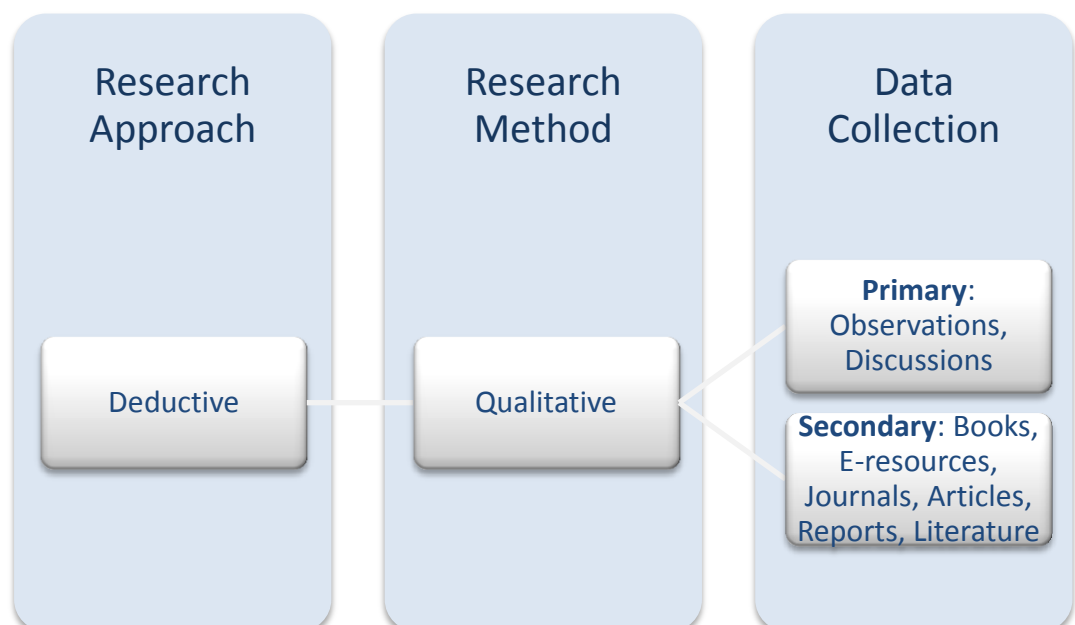 Research
Approach
Research
Method
Data
Collection
Deductive
Qualitative
Primary:
Observations,
Discussions
Secondary: Books,
E-resources,
Journals, Articles,
Reports, Literature